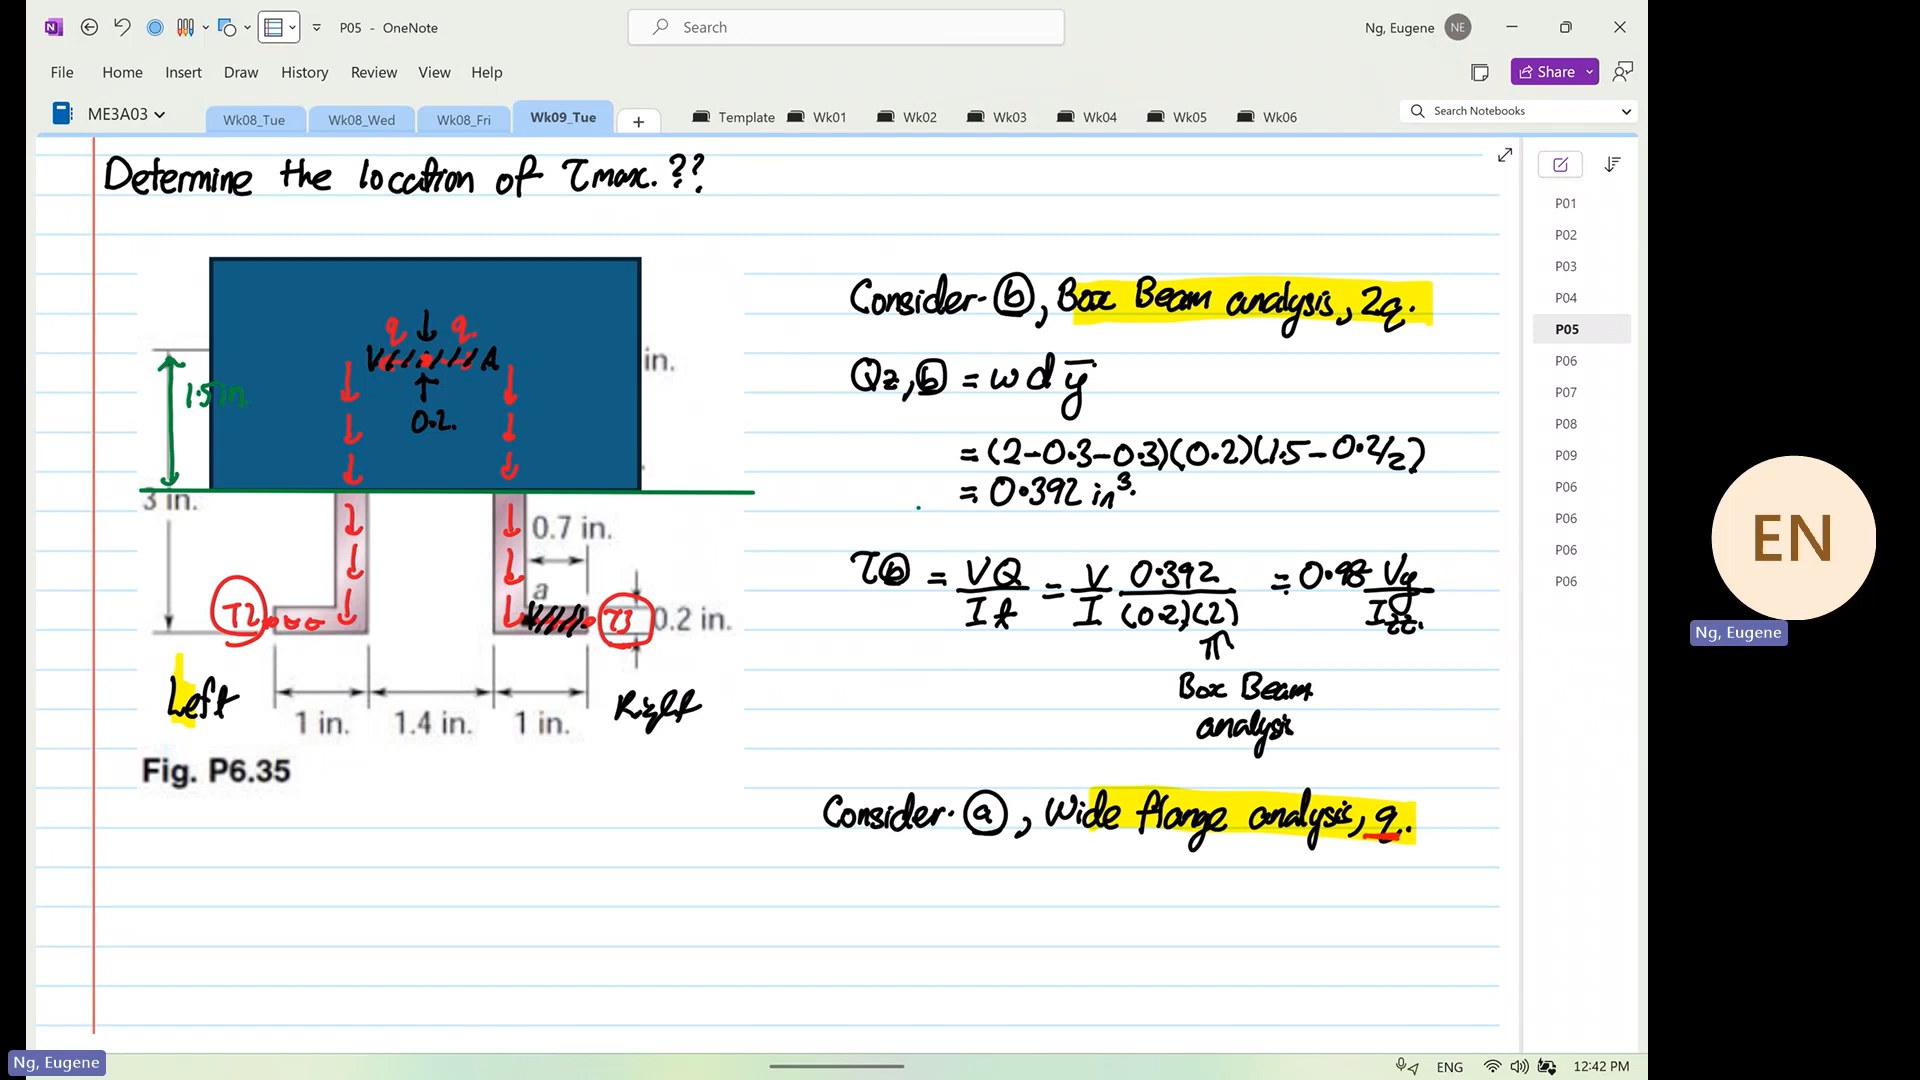 P05 - OneNote
Search
Ng, Eugene
NE
File Home Insert Draw History Review View Help
Share
ME3A03
Wk08_Tue
Wk08_Wed
Wk08_Fri
Wk09_Tue
+
Template
Wk01
Wk02
Wk03
Wk04
Wk05
Wk06
Search Notebooks
Determine the location of τmax. ??
q q
A
0.2.
1.5in
in.
3 in.
0.7 in.
a
τ2
τ3
0.2 in.
Left
Right
1 in. 1.4 in. 1 in.
Fig. P6.35
Consider ⓑ, Box Beam analysis, 2q.
Qz,ⓑ = w d y̅
= (2-0.3-0.3)(0.2)(1.5-0.2/2)
= 0.392 in³.
τⓑ = VQ/It = V/I 0.392/(0.2)(2) = 0.98 Vy/Izz.
Box Beam
analysis
Consider ⓐ, Wide flange analysis, q.
P01
P02
P03
P04
P05
P06
P07
P08
P09
P06
P06
P06
P06
EN
Ng, Eugene
Ng, Eugene
ENG
12:42 PM